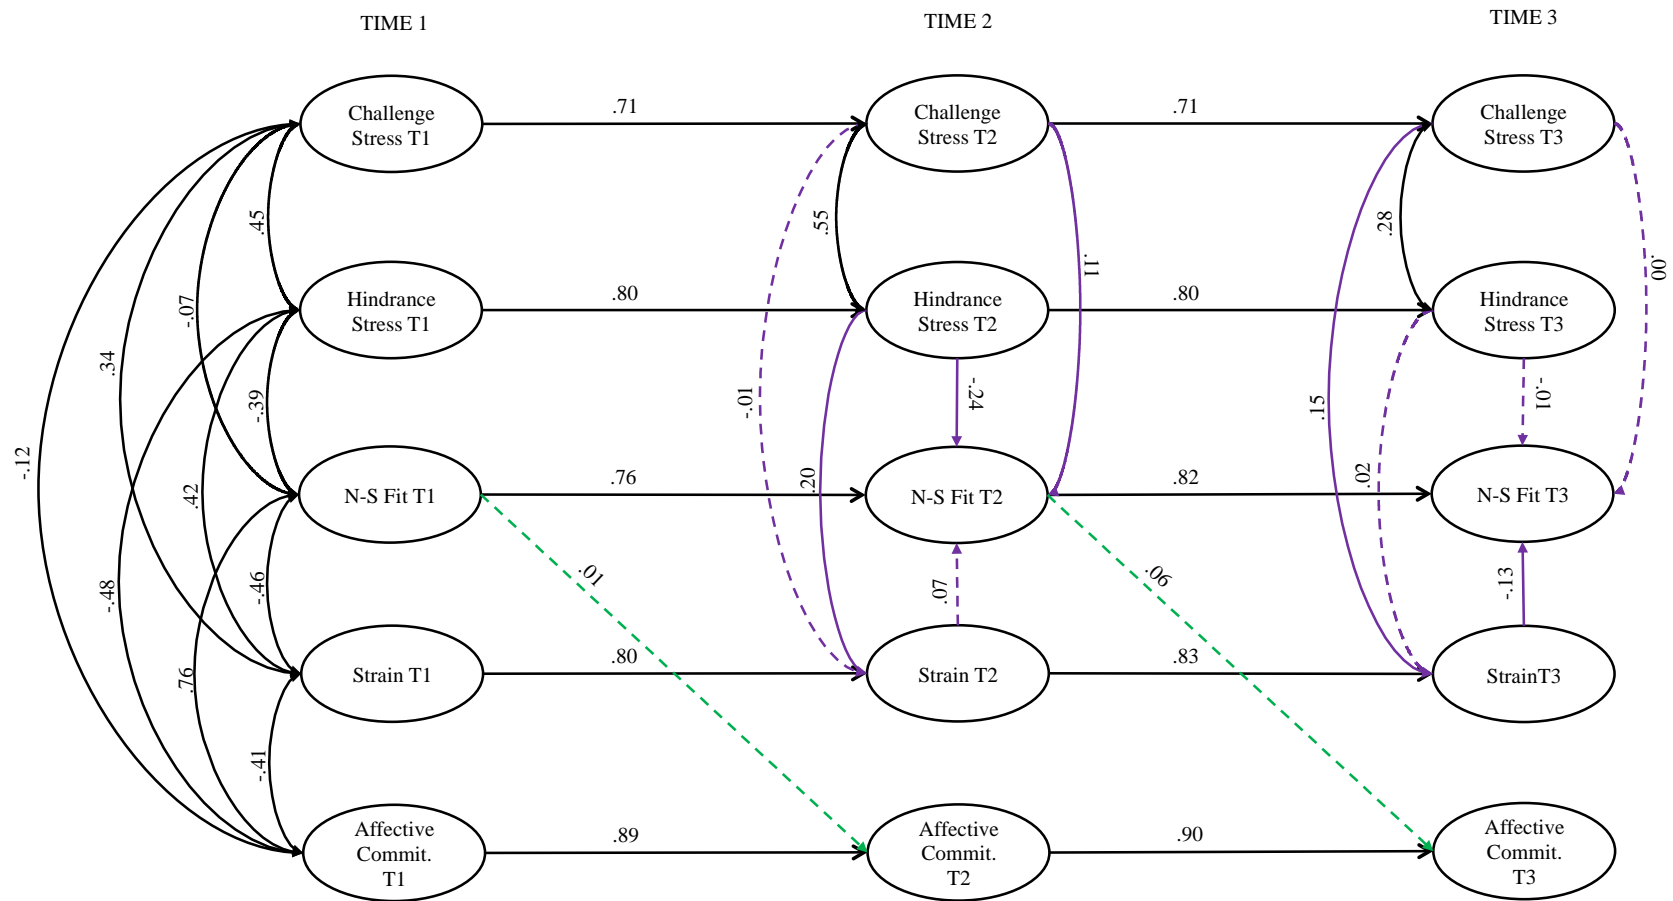 TIME 1
TIME 2
TIME 3
Challenge
Stress T1
.71
Challenge
Stress T2
.71
Challenge
Stress T3
.45
.55
.11
.28
.00
Hindrance
Stress T1
.80
Hindrance
Stress T2
.80
Hindrance
Stress T3
-.07
.34
-.39
-.01
-.24
.15
-.01
-.12
.42
.20
.02
N-S Fit T1
.76
N-S Fit T2
.82
N-S Fit T3
-.48
-.46
.01
.07
.06
-.13
.76
Strain T1
.80
Strain T2
.83
StrainT3
-.41
Affective
Commit.
T1
.89
Affective
Commit.
T2
.90
Affective
Commit.
T3